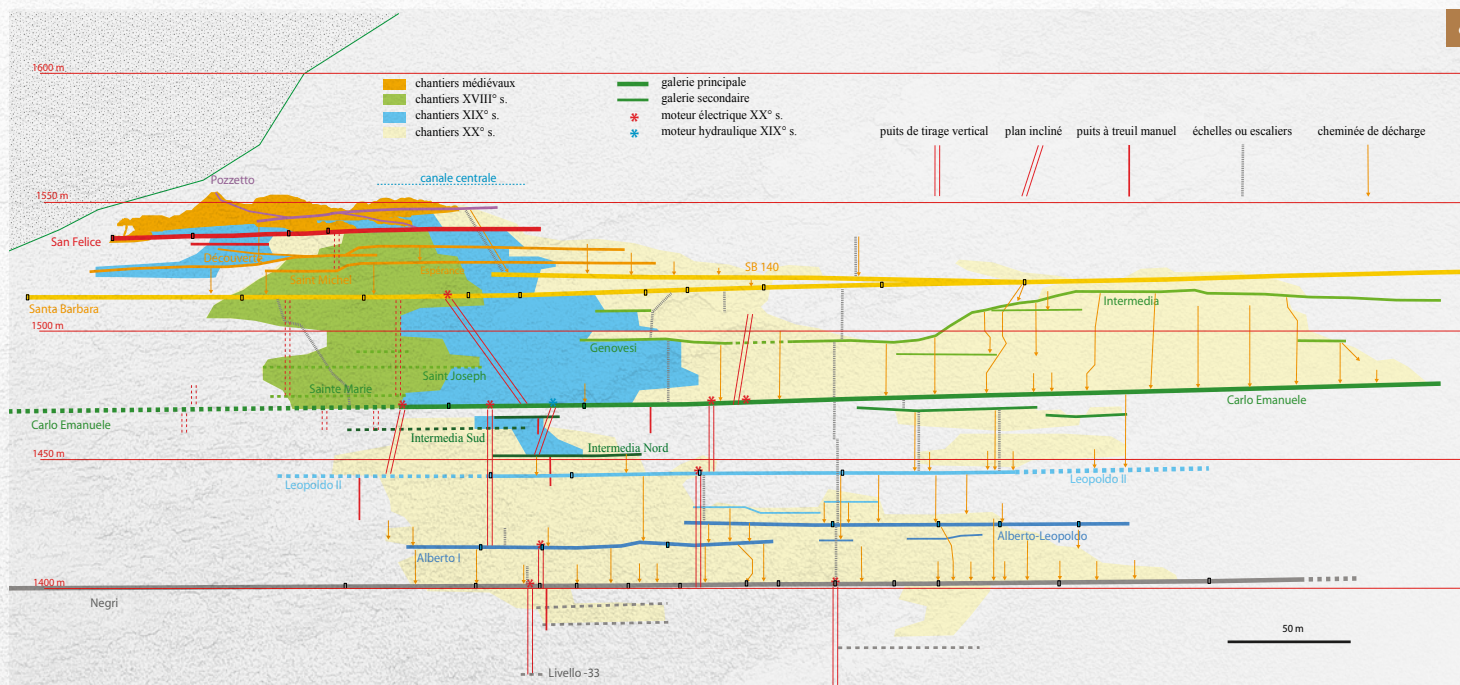 1600 m
chantiers médiévaux
chantiers XVIII° s.
chantiers XIX° s.
chantiers XX° s.
galerie principale
galerie secondaire
moteur électrique XX° s.
moteur hydraulique XIX° s.
puits de tirage vertical
plan incliné
puits à treuil manuel
échelles ou escaliers
cheminée de décharge
Pozzetto
canale centrale
1550 m
San Felice
SB 140
Santa Barbara
Intermedia
1500 m
Genovesi
Saint Joseph
Sainte Marie
Carlo Emanuele
Carlo Emanuele
Intermedia Sud
Intermedia Nord
1450 m
Leopoldo II
Leopoldo II
Alberto-Leopoldo
Alberto I
1400 m
Negri
50 m
Livello -33